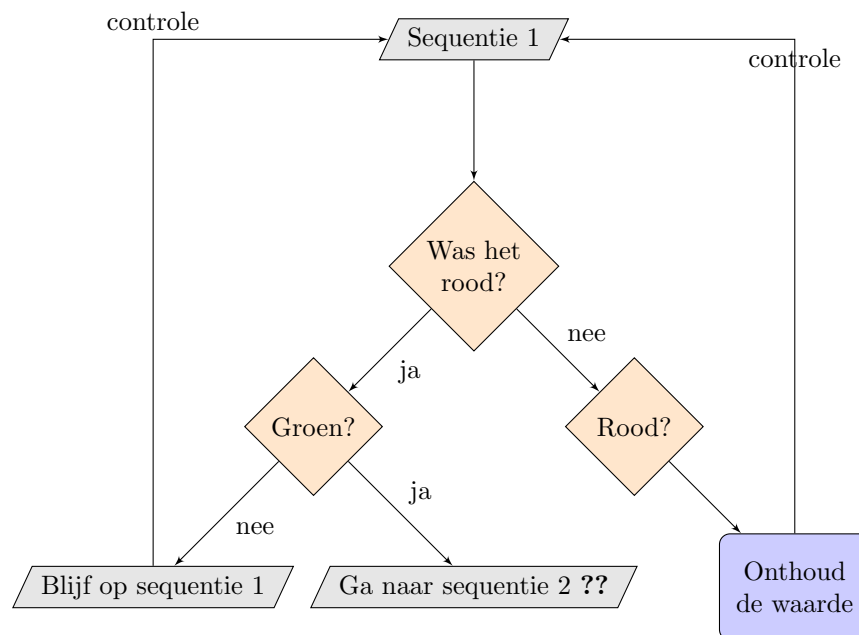 controle
Sequentie 1
controle
Was het
rood?
nee
ja
Groen?
Rood?
ja
nee
Blijf op sequentie 1
Ga naar sequentie 2 ??
Onthoud
de waarde